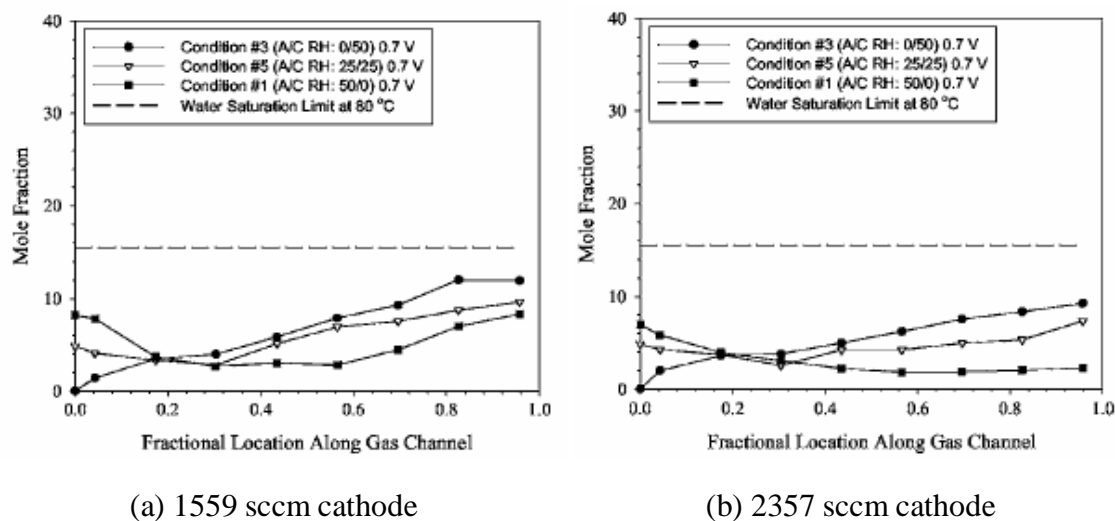 40
30
20
10
0
Mole Fraction
Condition #3 (A/C RH: 0/50) 0.7 V
Condition #5 (A/C RH: 25/25) 0.7 V
Condition #1 (A/C RH: 50/0) 0.7 V
Water Saturation Limit at 80 °C
0.0 0.2 0.4 0.6 0.8 1.0
Fractional Location Along Gas Channel
(a) 1559 sccm cathode
40
30
20
10
0
Mole Fraction
Condition #3 (A/C RH: 0/50) 0.7 V
Condition #5 (A/C RH: 25/25) 0.7 V
Condition #1 (A/C RH: 50/0) 0.7 V
Water Saturation Limit at 80 °C
0.0 0.2 0.4 0.6 0.8 1.0
Fractional Location Along Gas Channel
(b) 2357 sccm cathode